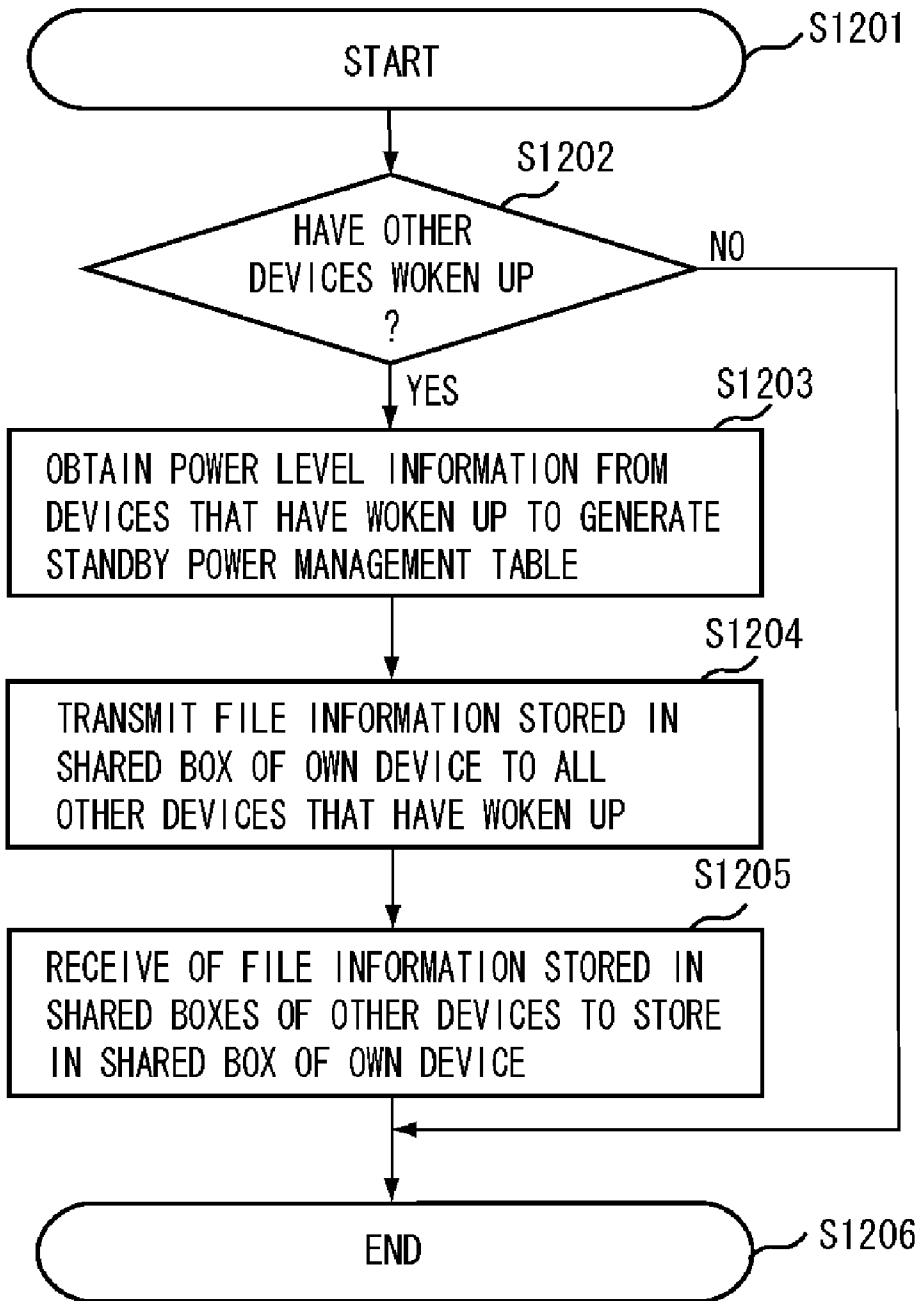 START
S1201
S1202
HAVE OTHER
DEVICES WOKEN UP
?
NO
YES
S1203
OBTAIN POWER LEVEL INFORMATION FROM
DEVICES THAT HAVE WOKEN UP TO GENERATE
STANDBY POWER MANAGEMENT TABLE
S1204
TRANSMIT FILE INFORMATION STORED IN
SHARED BOX OF OWN DEVICE TO ALL
OTHER DEVICES THAT HAVE WOKEN UP
S1205
RECEIVE OF FILE INFORMATION STORED IN
SHARED BOXES OF OTHER DEVICES TO STORE
IN SHARED BOX OF OWN DEVICE
END
S1206